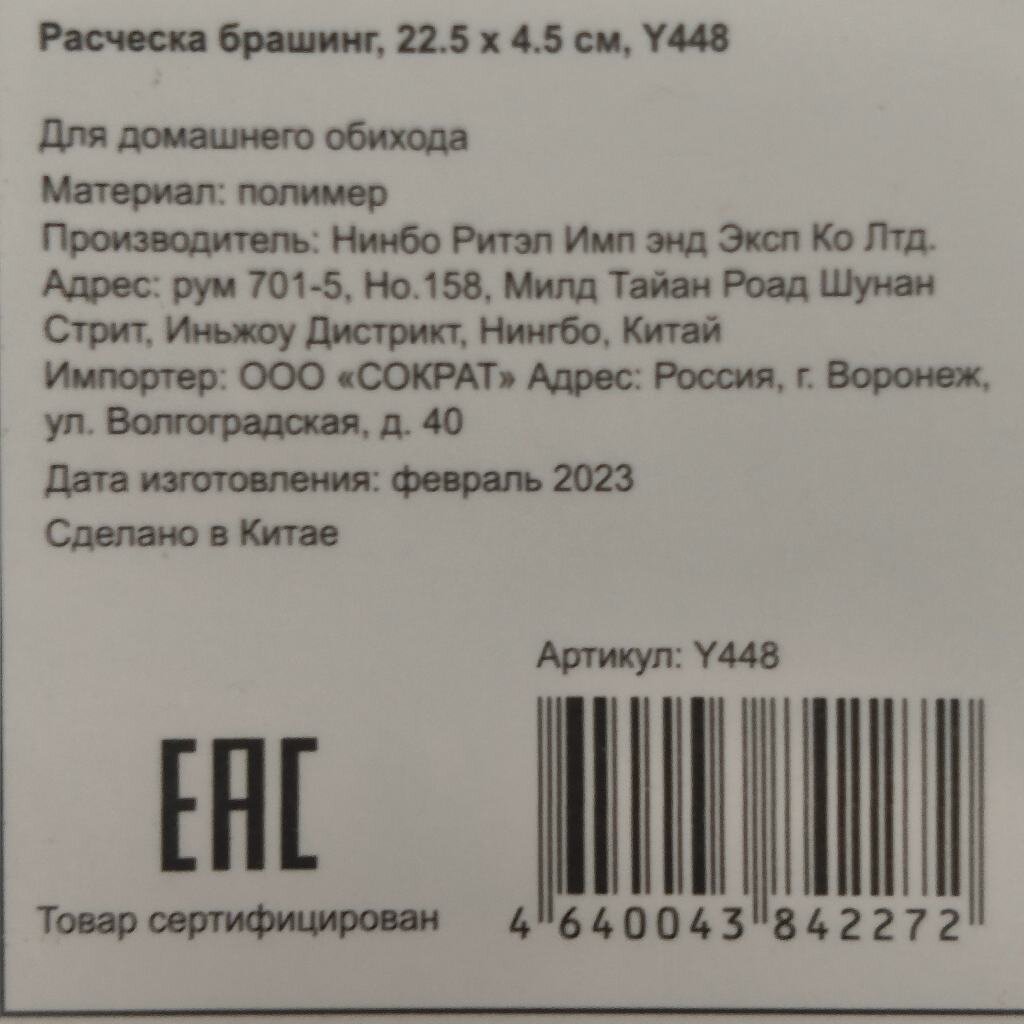 Расческа брашинг, 22.5 х 4.5 см, Y448
Для домашнего обихода
Материал: полимер
Производитель: Нинбо Ритэл Имп энд Эксп Ко Лтд.
Адрес: рум 701-5, Но.158, Милд Тайан Роад Шунан
Стрит, Иньжоу Дистрикт, Нингбо, Китай
Импортер: ООО «СОКРАТ» Адрес: Россия, г. Воронеж,
ул. Волгоградская, д. 40
Дата изготовления: февраль 2023
Сделано в Китае
Артикул: Y448
EAC
Товар сертифицирован
4 640043 842272